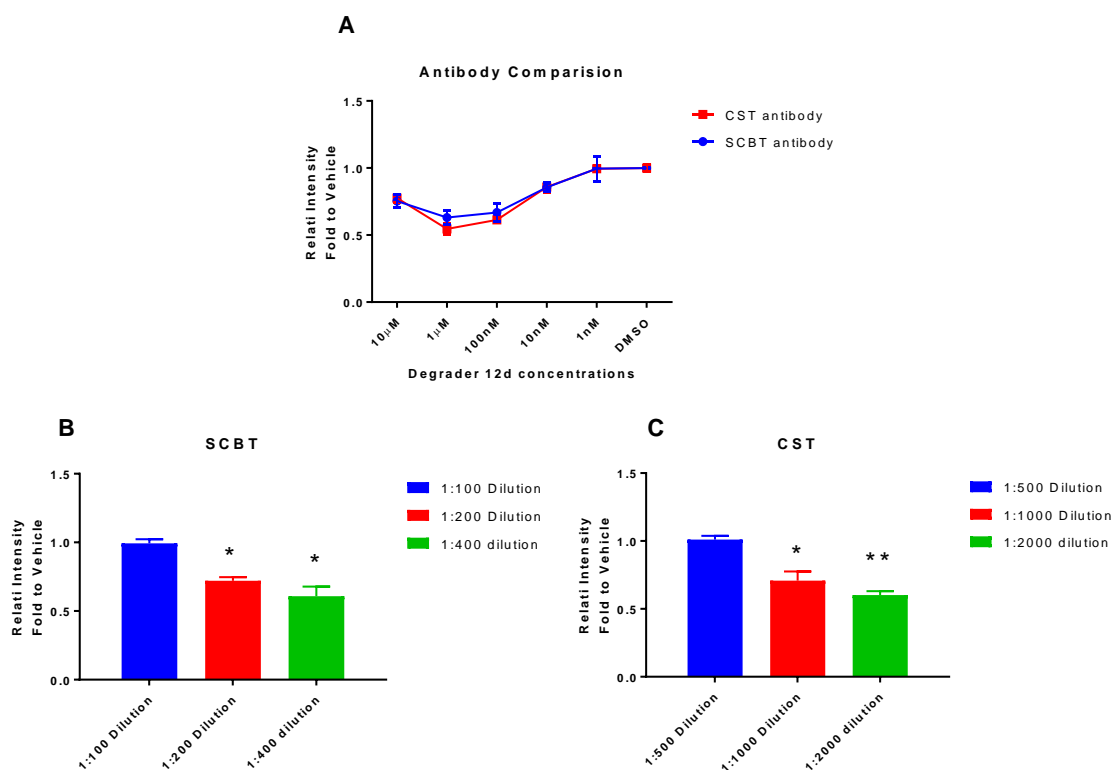 A
Antibody Comparision
1.5
1.0
0.5
0.0
Relati Intensity
Fold to Vehicle
10μM
1μM
100nM
10nM
1nM
DMSO
Degrader 12d concentrations
CST antibody
SCBT antibody
B
SCBT
1.5
1.0
0.5
0.0
Relati Intensity
Fold to Vehicle
*
*
1:100 Dilution
1:200 Dilution
1:400 dilution
1:100 Dilution
1:200 Dilution
1:400 dilution
C
CST
1.5
1.0
0.5
0.0
Relati Intensity
Fold to Vehicle
*
**
1:500 Dilution
1:1000 Dilution
1:2000 dilution
1:500 Dilution
1:1000 Dilution
1:2000 dilution